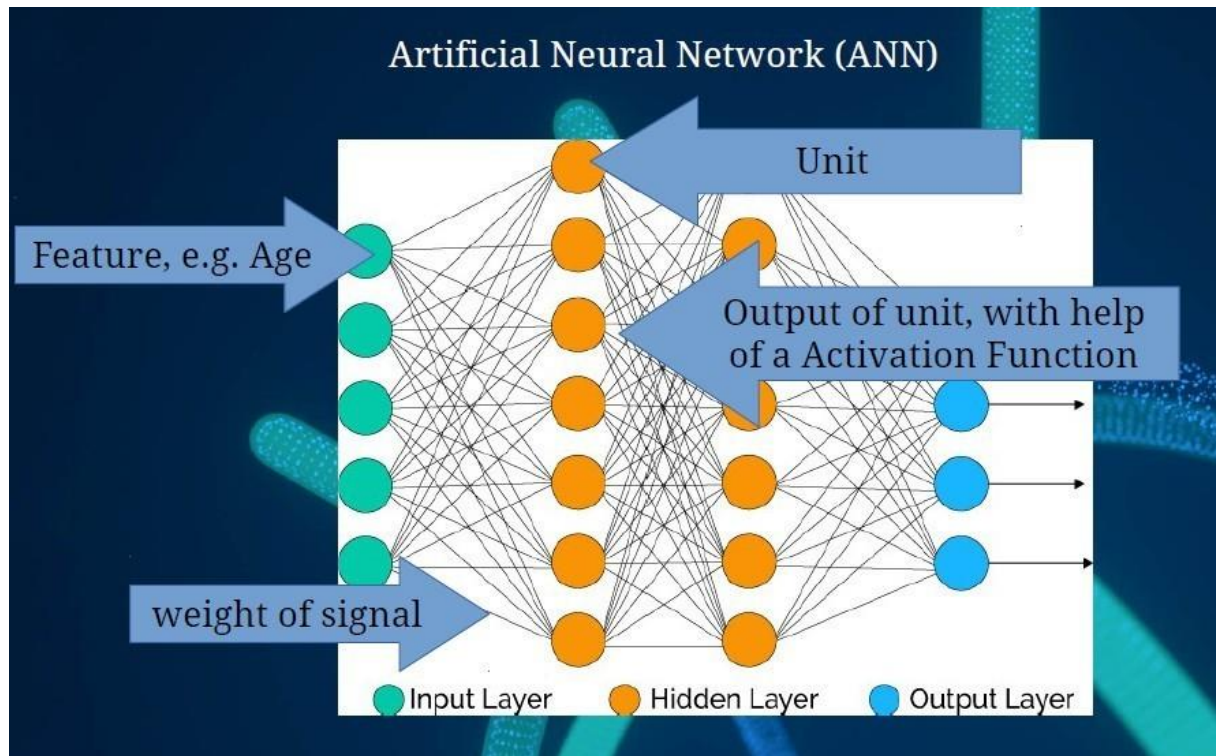 Artificial Neural Network (ANN)
Unit
Feature, e.g. Age
Output of unit, with help
of a Activation Function
weight of signal
Input Layer
Hidden Layer
Output Layer